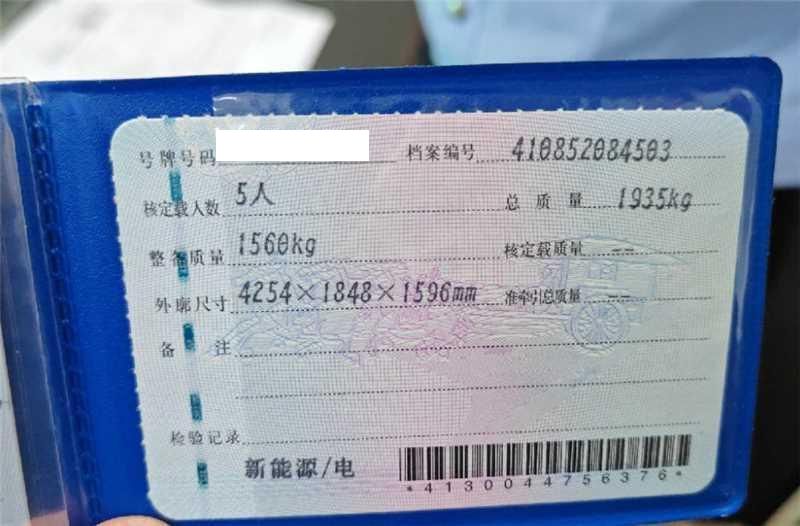 号牌号码 档案编号 410852084503
核定载人数 5人 总质量 1935kg
整备质量 1560kg 核定载质量 --
外廓尺寸 4254×1848×1596mm 准牵引总质量 --
备注
检验记录
新能源/电
*4130044756376*